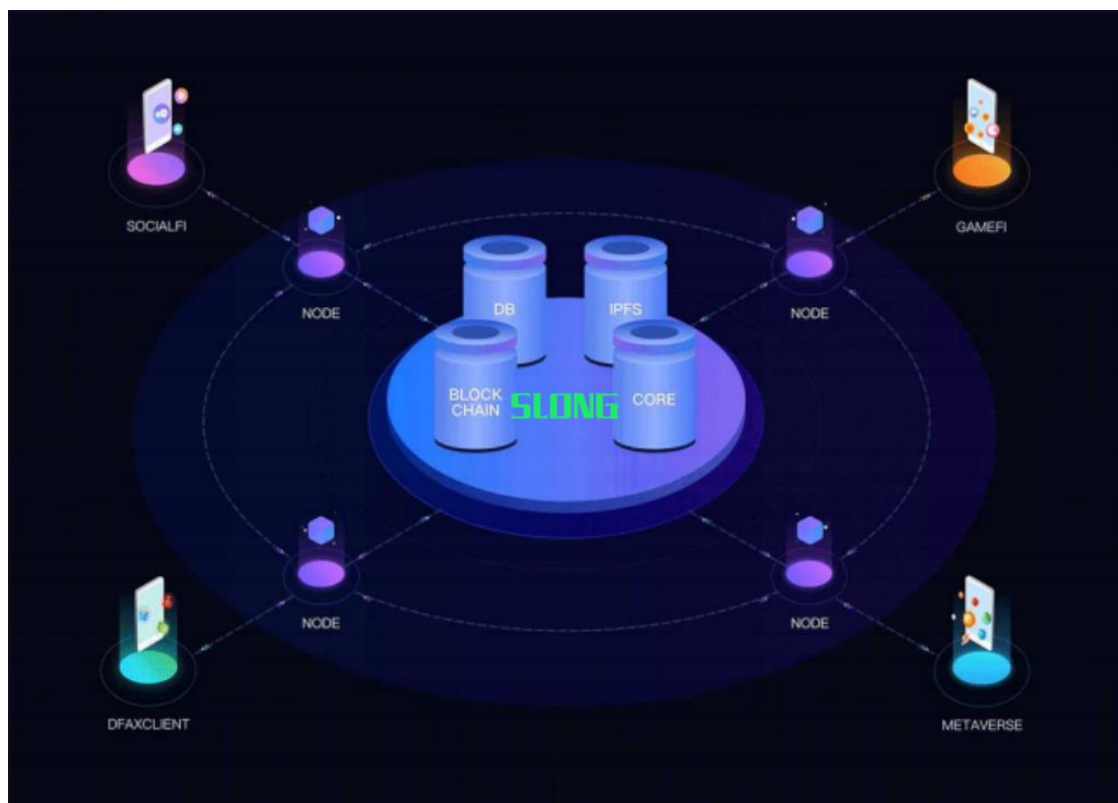 SOCIALFI
GAMEFI
NODE
NODE
DB
IPFS
BLOCK
CHAIN
SLONG
CORE
NODE
NODE
DFAXCLIENT
METAVERSE